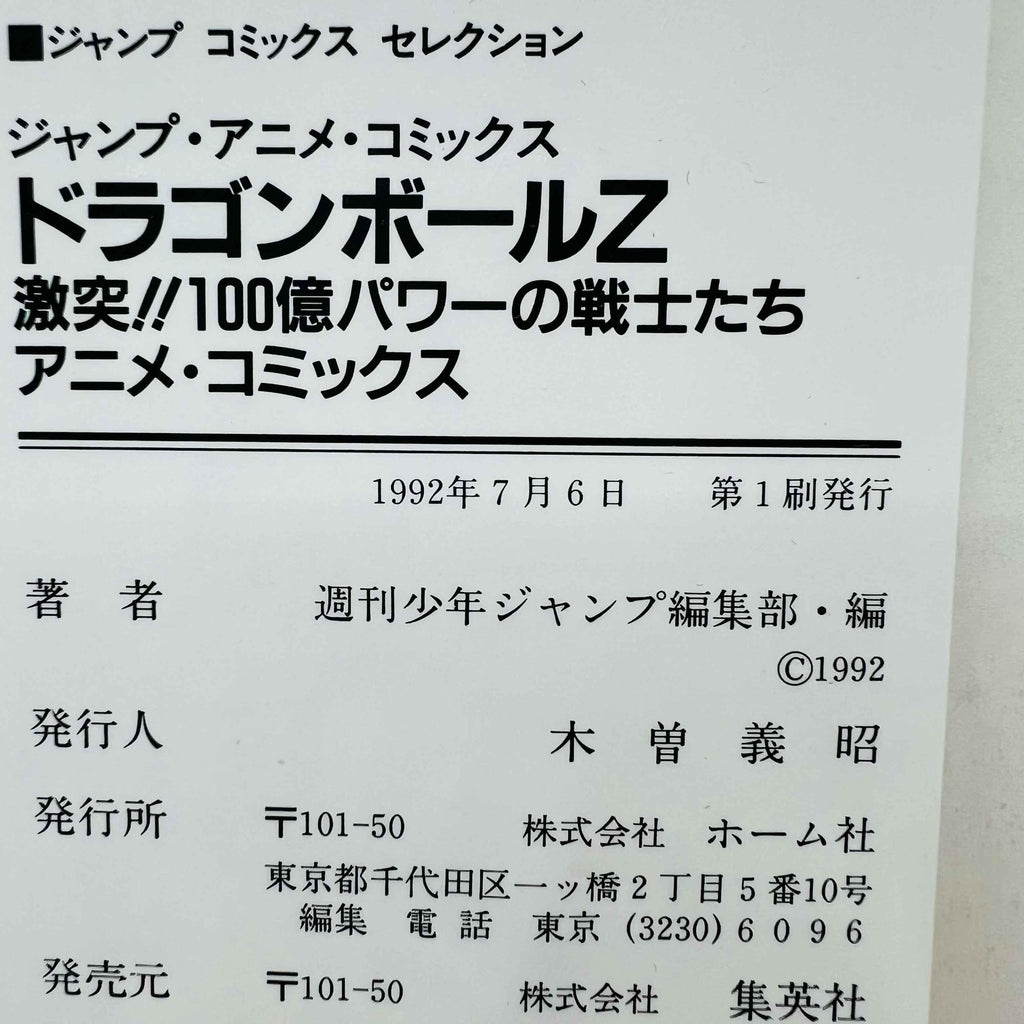 ■ジャンプ コミックス セレクション
ジャンプ・アニメ・コミックス
ドラゴンボールZ
激突!!100億パワーの戦士たち
アニメ・コミックス
1992年7月6日 第1刷発行
著者 週刊少年ジャンプ編集部・編
©1992
発行人 木曽義昭
発行所 〒101-50 株式会社 ホーム社
東京都千代田区一ッ橋2丁目5番10号
編集 電話 東京 (3230)6096
発売元 〒101-50 株式会社 集英社